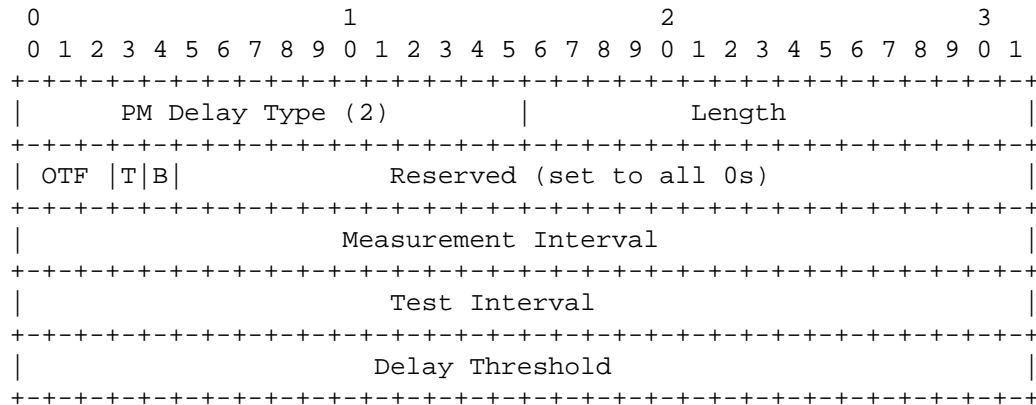 0                   1                   2                   3
 0 1 2 3 4 5 6 7 8 9 0 1 2 3 4 5 6 7 8 9 0 1 2 3 4 5 6 7 8 9 0 1
+-+-+-+-+-+-+-+-+-+-+-+-+-+-+-+-+-+-+-+-+-+-+-+-+-+-+-+-+-+-+-+-+
|      PM Delay Type (2)        |          Length               |
+-+-+-+-+-+-+-+-+-+-+-+-+-+-+-+-+-+-+-+-+-+-+-+-+-+-+-+-+-+-+-+-+
| OTF |T|B|             Reserved (set to all 0s)                |
+-+-+-+-+-+-+-+-+-+-+-+-+-+-+-+-+-+-+-+-+-+-+-+-+-+-+-+-+-+-+-+-+
|                    Measurement Interval                       |
+-+-+-+-+-+-+-+-+-+-+-+-+-+-+-+-+-+-+-+-+-+-+-+-+-+-+-+-+-+-+-+-+
|                       Test Interval                           |
+-+-+-+-+-+-+-+-+-+-+-+-+-+-+-+-+-+-+-+-+-+-+-+-+-+-+-+-+-+-+-+-+
|                      Delay Threshold                          |
+-+-+-+-+-+-+-+-+-+-+-+-+-+-+-+-+-+-+-+-+-+-+-+-+-+-+-+-+-+-+-+-+